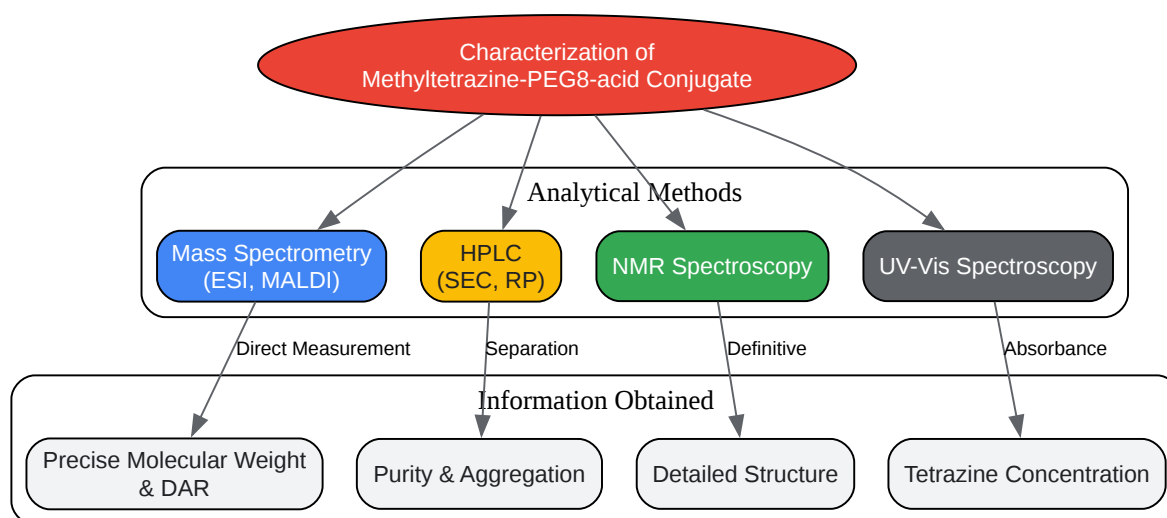 Characterization of
Methyltetrazine-PEG8-acid Conjugate
Analytical Methods
Mass Spectrometry
(ESI, MALDI)
HPLC
(SEC, RP)
NMR Spectroscopy
UV-Vis Spectroscopy
Direct Measurement
Separation
Definitive
Absorbance
Information Obtained
Precise Molecular Weight
& DAR
Purity & Aggregation
Detailed Structure
Tetrazine Concentration